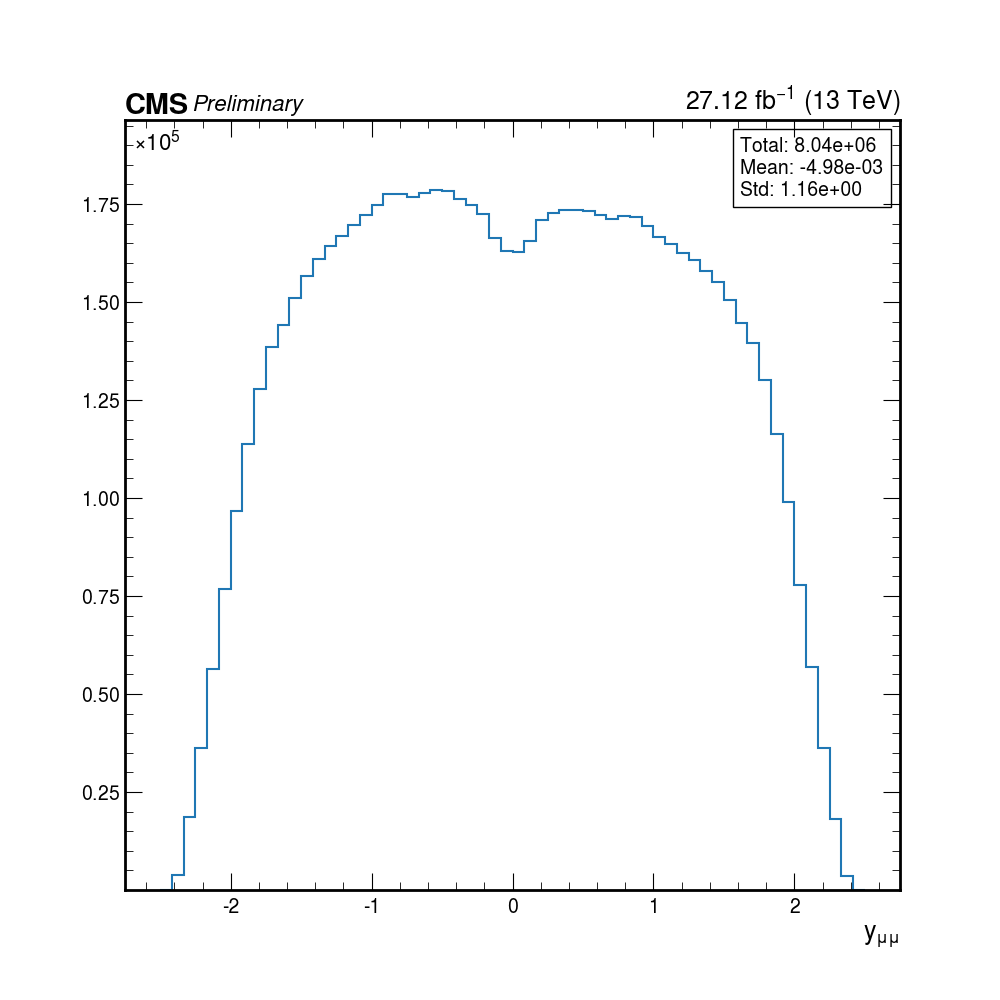 CMS Preliminary 27.12 fb⁻¹ (13 TeV)
×10⁵
Total: 8.04e+06
Mean: -4.98e-03
Std: 1.16e+00
1.75
1.50
1.25
1.00
0.75
0.50
0.25
-2 -1 0 1 2
y_μμ